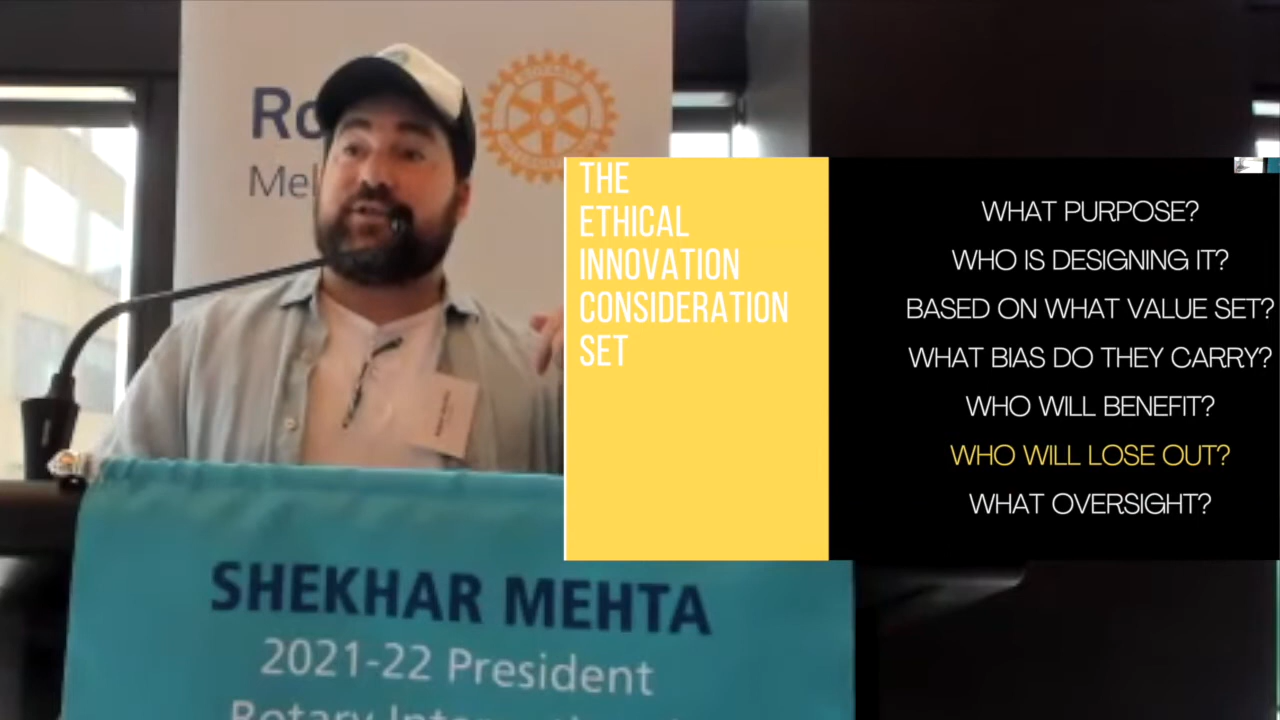 Ro
Mel
THE
ETHICAL
INNOVATION
CONSIDERATION
SET
WHAT PURPOSE?
WHO IS DESIGNING IT?
BASED ON WHAT VALUE SET?
WHAT BIAS DO THEY CARRY?
WHO WILL BENEFIT?
WHO WILL LOSE OUT?
WHAT OVERSIGHT?
SHEKHAR MEHTA
2021-22 President
Rotary